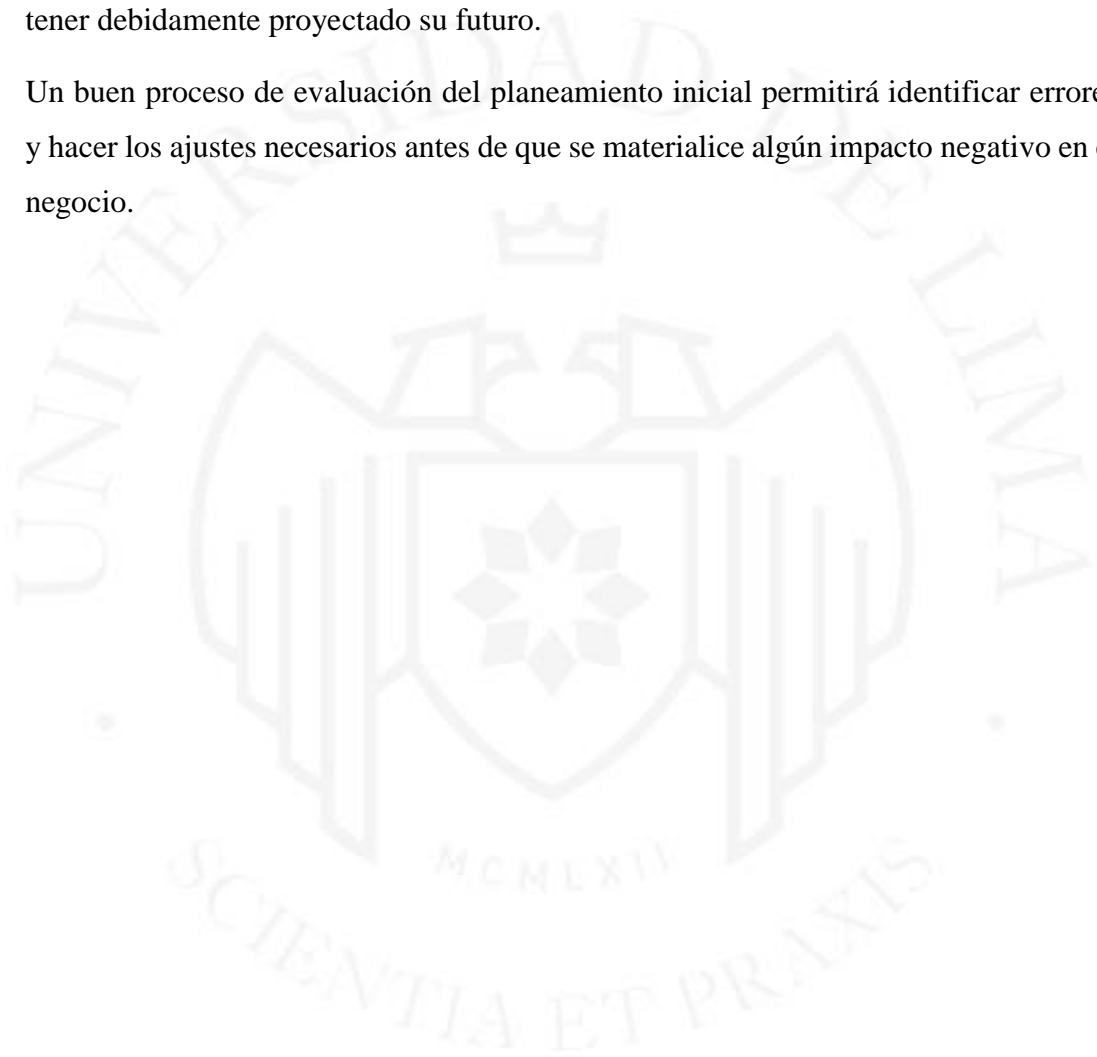 tener debidamente proyectado su futuro.
Un buen proceso de evaluación del planeamiento inicial permitirá identificar errore
y hacer los ajustes necesarios antes de que se materialice algún impacto negativo en
negocio.
UNIVERSIDAD DE LIMA
MCMLXII
SCIENTIA ET PRAXIS